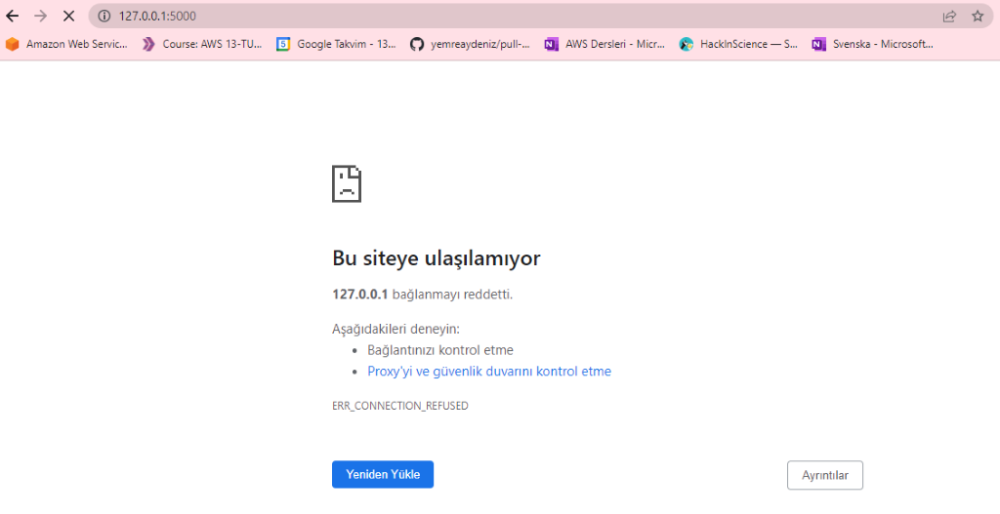 127.0.0.1:5000
Amazon Web Servic... Course: AWS 13-TU... Google Takvim - 13... yemreaydeniz/pull-... AWS Dersleri - Micr... HackInScience — S... Svenska - Microsoft...
Bu siteye ulaşılamıyor
127.0.0.1 bağlanmayı reddetti.
Aşağıdakileri deneyin:
• Bağlantınızı kontrol etme
• Proxy'yi ve güvenlik duvarını kontrol etme
ERR_CONNECTION_REFUSED
Yeniden Yükle Ayrıntılar